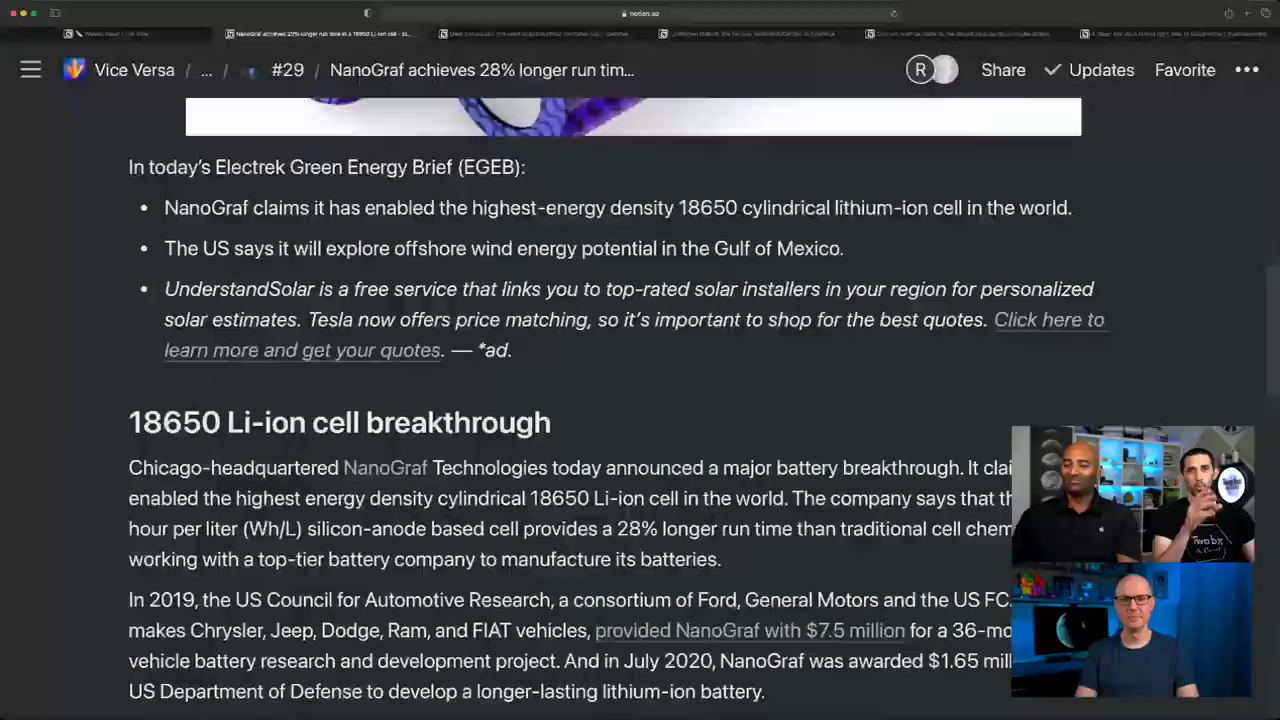 notion.so
Vice Versa / ... / #29 / NanoGraf achieves 28% longer run tim...
Share Updates Favorite •••
R
In today's Electrek Green Energy Brief (EGEB):
• NanoGraf claims it has enabled the highest-energy density 18650 cylindrical lithium-ion cell in the world.
• The US says it will explore offshore wind energy potential in the Gulf of Mexico.
• UnderstandSolar is a free service that links you to top-rated solar installers in your region for personalized
solar estimates. Tesla now offers price matching, so it's important to shop for the best quotes. Click here to
learn more and get your quotes. — *ad.
18650 Li-ion cell breakthrough
Chicago-headquartered NanoGraf Technologies today announced a major battery breakthrough. It clai
enabled the highest energy density cylindrical 18650 Li-ion cell in the world. The company says that th
hour per liter (Wh/L) silicon-anode based cell provides a 28% longer run time than traditional cell chem
working with a top-tier battery company to manufacture its batteries.
In 2019, the US Council for Automotive Research, a consortium of Ford, General Motors and the US FC
makes Chrysler, Jeep, Dodge, Ram, and FIAT vehicles, provided NanoGraf with $7.5 million for a 36-mo
vehicle battery research and development project. And in July 2020, NanoGraf was awarded $1.65 mill
US Department of Defense to develop a longer-lasting lithium-ion battery.